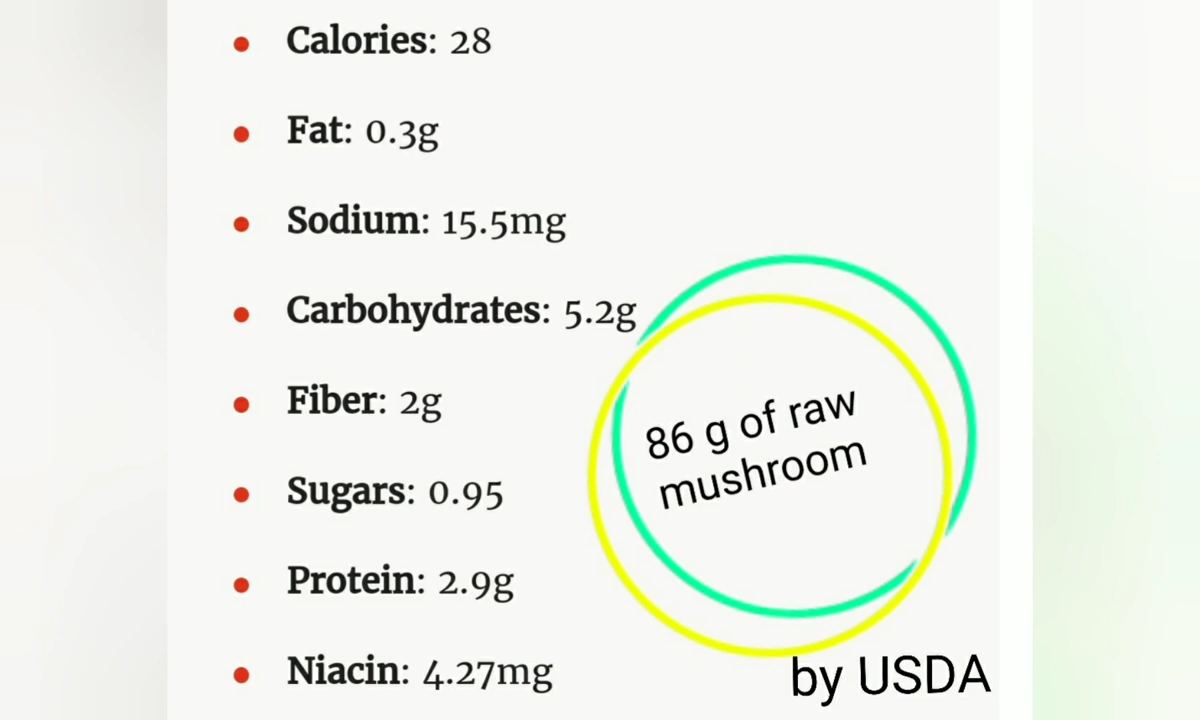 Calories: 28
Fat: 0.3g
Sodium: 15.5mg
Carbohydrates: 5.2g
Fiber: 2g
Sugars: 0.95
Protein: 2.9g
Niacin: 4.27mg
86 g of raw
mushroom
by USDA